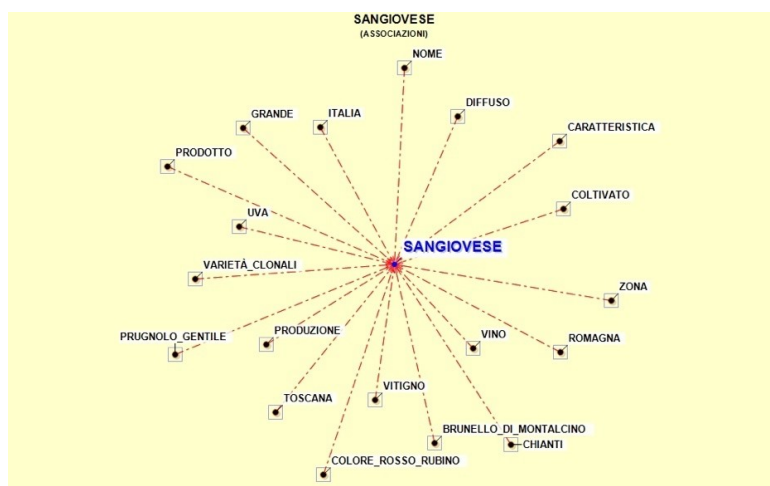 SANGIOVESE
(ASSOCIAZIONI)
NOME
DIFFUSO
GRANDE
ITALIA
CARATTERISTICA
PRODOTTO
COLTIVATO
UVA
SANGIOVESE
VARIETÀ_CLONALI
ZONA
PRUGNOLO_GENTILE
PRODUZIONE
VINO
ROMAGNA
TOSCANA
VITIGNO
BRUNELLO_DI_MONTALCINO
CHIANTI
COLORE_ROSSO_RUBINO